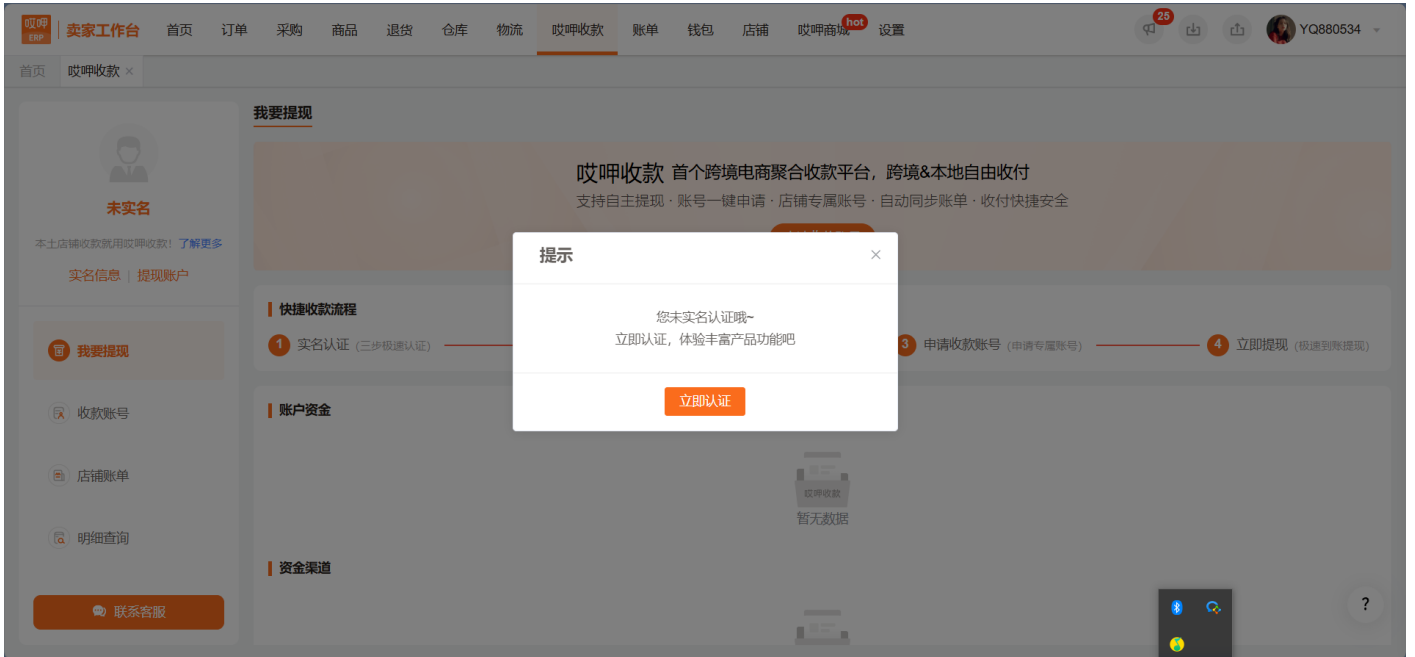 哎呷
ERP
卖家工作台 首页 订单 采购 商品 退货 仓库 物流 哎呷收款 账单 钱包 店铺 哎呷商城 hot 设置 25 YQ880534
首页 哎呷收款 ×
未实名
本土店铺收款就用哎呷收款! 了解更多
实名信息 | 提现账户
我要提现
收款账号
店铺账单
明细查询
联系客服
我要提现
哎呷收款 首个跨境电商聚合收款平台，跨境&本地自由收付
支持自主提现 · 账号一键申请 · 店铺专属账号 · 自动同步账单 · 收付快捷安全
快捷收款流程
1 实名认证 (三步极速认证) 3 申请收款账号 (申请专属账号) 4 立即提现 (极速到账提现)
账户资金
哎呷收款
暂无数据
资金渠道
提示 ×
您未实名认证哦~
立即认证，体验丰富产品功能吧
立即认证
?